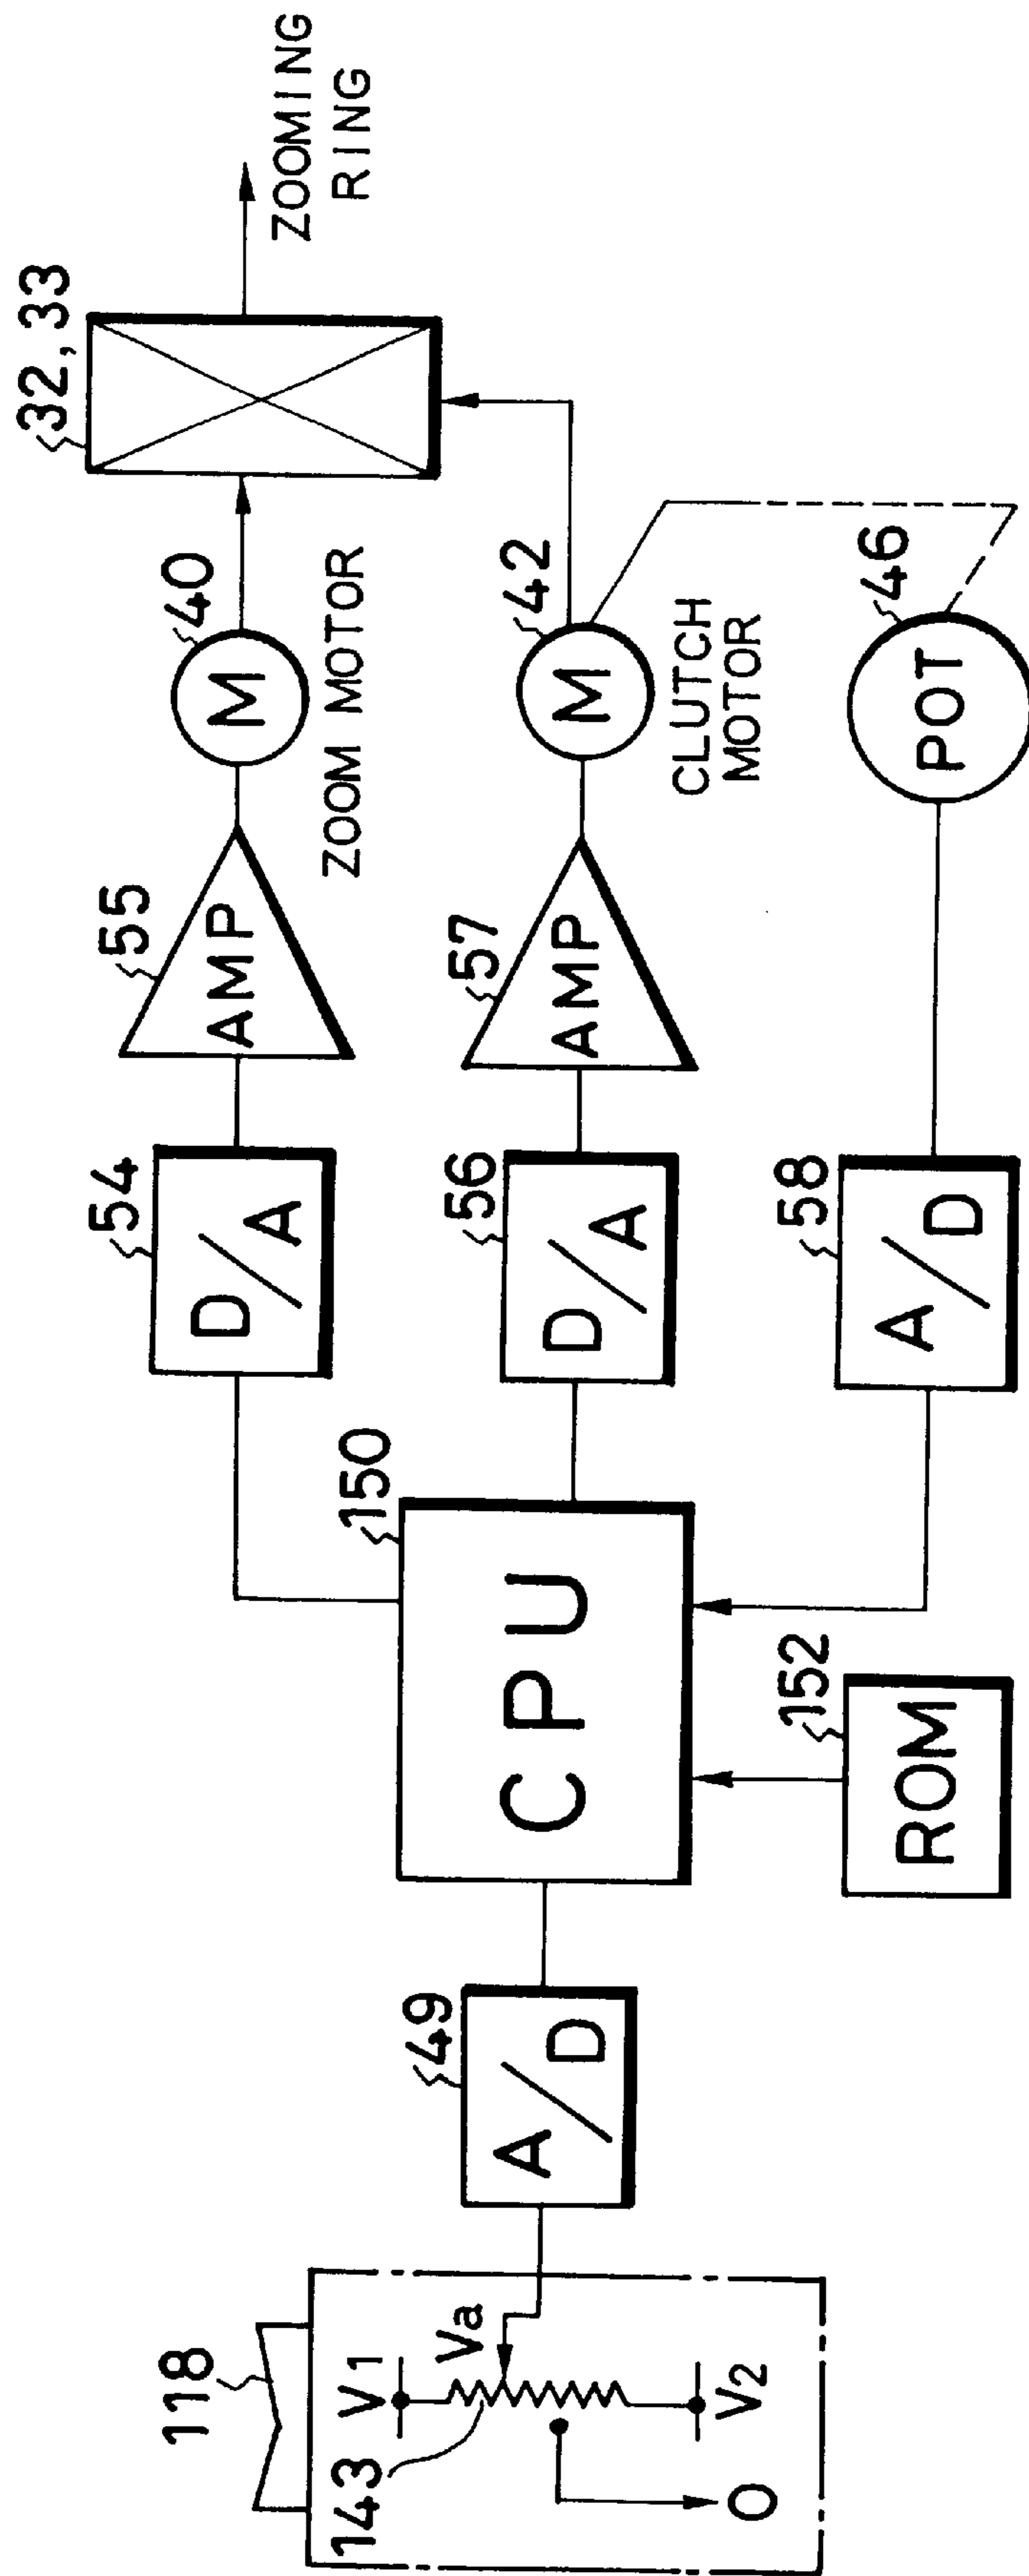 118
143
V1
Va
V2
O
49
A/D
150
CPU
152
ROM
54
D/A
55
AMP
40
M
ZOOM MOTOR
32, 33
ZOOMING
RING
56
D/A
57
AMP
42
M
CLUTCH
MOTOR
58
A/D
46
POT